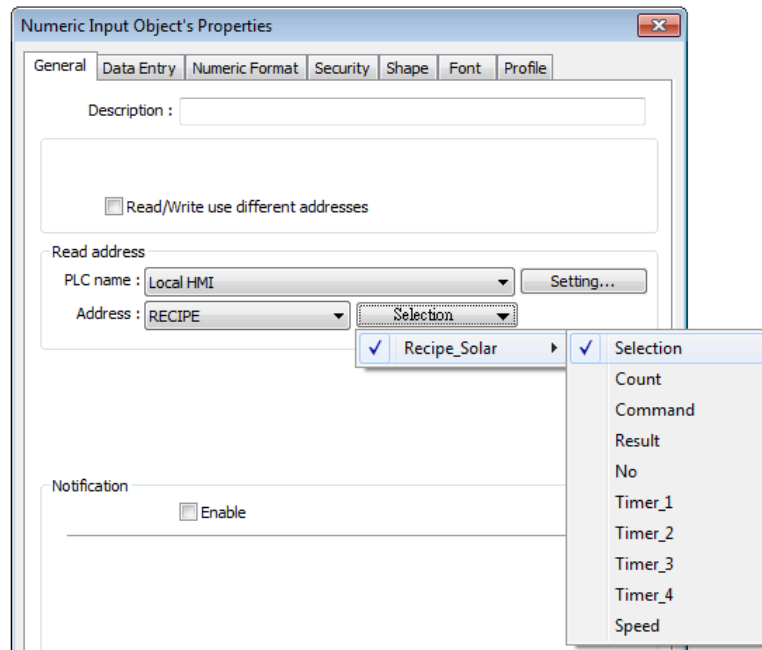 Numeric Input Object's Properties
General Data Entry Numeric Format Security Shape Font Profile
Description :
Read/Write use different addresses
Read address
PLC name : Local HMI Setting...
Address : RECIPE Selection
Recipe_Solar Selection
Count
Command
Result
No
Notification
Enable
Timer_1
Timer_2
Timer_3
Timer_4
Speed